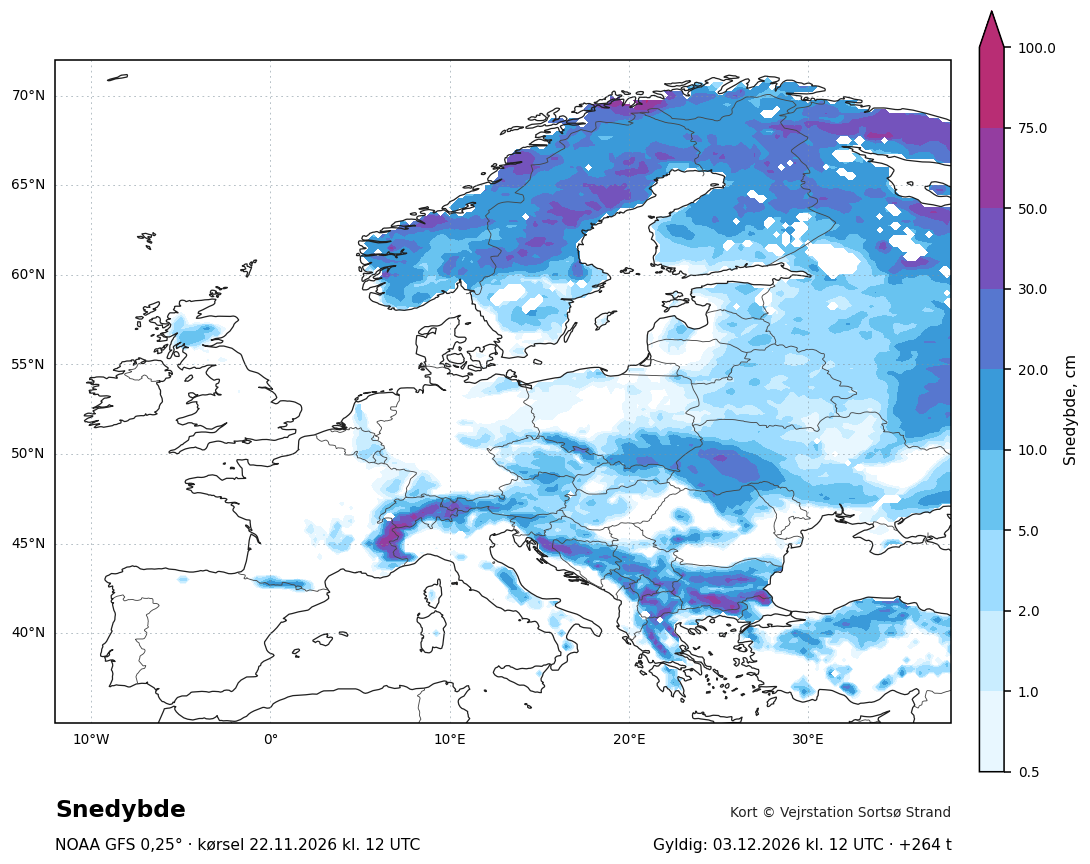 100.0
75.0
50.0
30.0
20.0
10.0
5.0
2.0
1.0
0.5
Snedybde, cm
70°N
65°N
60°N
55°N
50°N
45°N
40°N
10°W
0°
10°E
20°E
30°E
Snedybde
Kort © Vejrstation Sortsø Strand
NOAA GFS 0,25° · kørsel 22.11.2026 kl. 12 UTC
Gyldig: 03.12.2026 kl. 12 UTC · +264 t